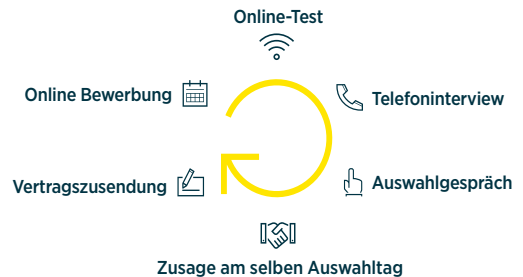 Online-Test
Online Bewerbung
Telefoninterview
Vertragszusendung
Auswahlgespräch
Zusage am selben Auswahltag